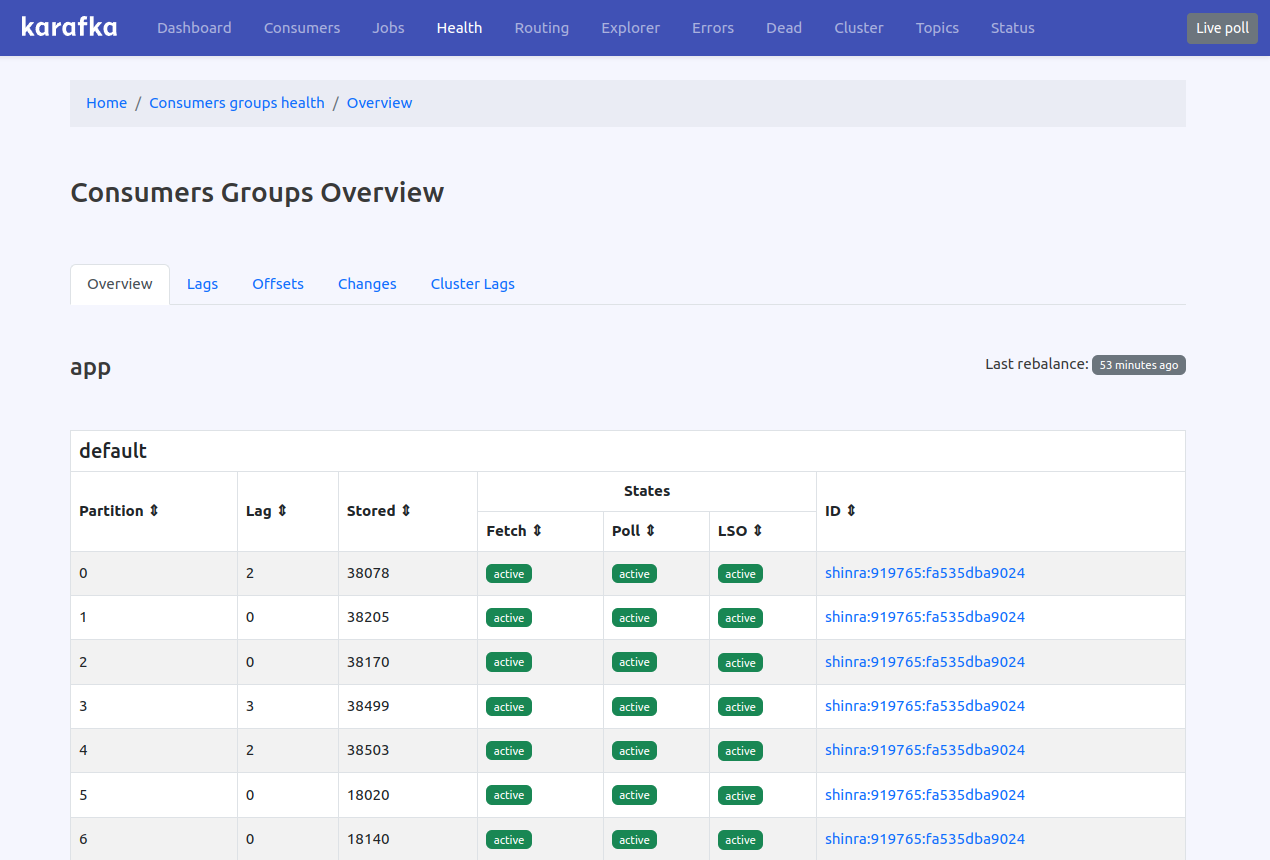 karafka Dashboard Consumers Jobs Health Routing Explorer Errors Dead Cluster Topics Status Live poll
Home / Consumers groups health / Overview
Consumers Groups Overview
Overview Lags Offsets Changes Cluster Lags
app Last rebalance: 53 minutes ago
default
States
Partition ⇕ Lag ⇕ Stored ⇕ ID ⇕
Fetch ⇕ Poll ⇕ LSO ⇕
0 2 38078 active active active shinra:919765:fa535dba9024
1 0 38205 active active active shinra:919765:fa535dba9024
2 0 38170 active active active shinra:919765:fa535dba9024
3 3 38499 active active active shinra:919765:fa535dba9024
4 2 38503 active active active shinra:919765:fa535dba9024
5 0 18020 active active active shinra:919765:fa535dba9024
6 0 18140 active active active shinra:919765:fa535dba9024